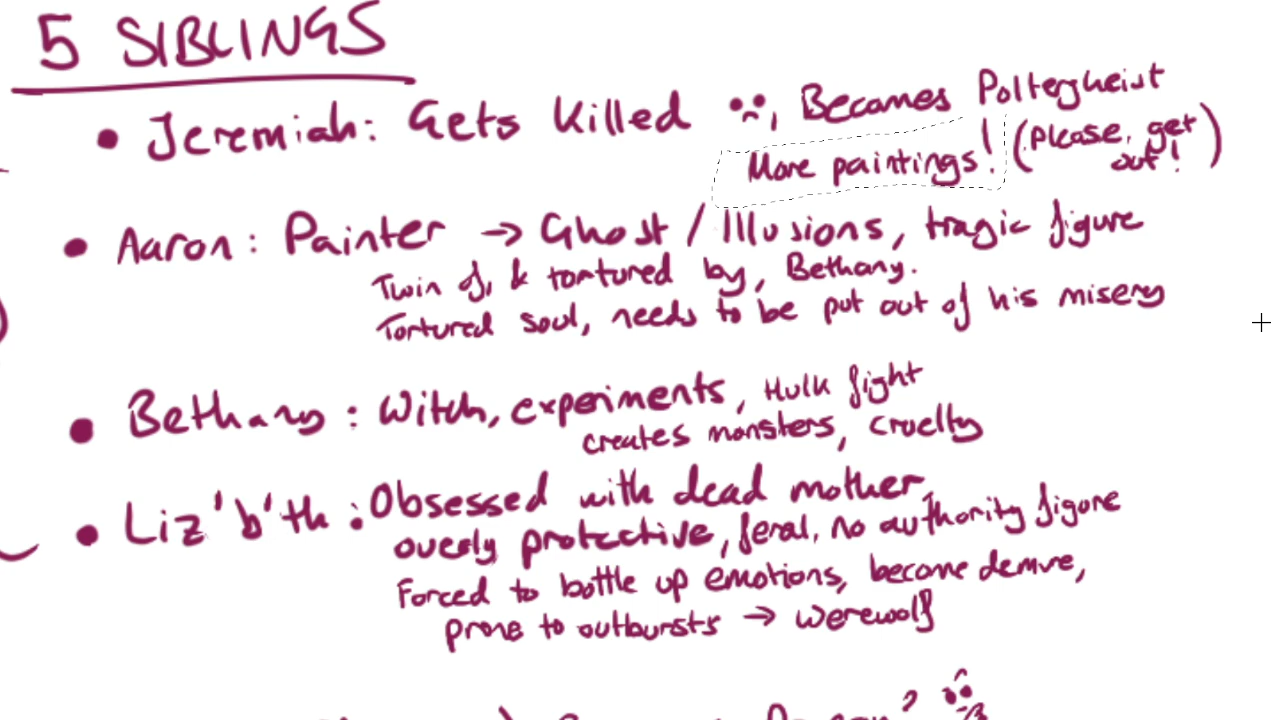 5 SIBLINGS
• Jeremiah: Gets killed :(, Becomes Poltergheist
More paintings! (please, get out!)
• Aaron: Painter → Ghost / Illusions, tragic figure
Twin of, & tortured by, Bethany.
Tortured soul, needs to be put out of his misery
• Bethany: Witch, experiments, Hulk fight
creates monsters, cruelty
• Liz'b'th: Obsessed with dead mother,
overly protective, feral, no authority figure
Forced to bottle up emotions, become demure,
prone to outbursts → werewolf